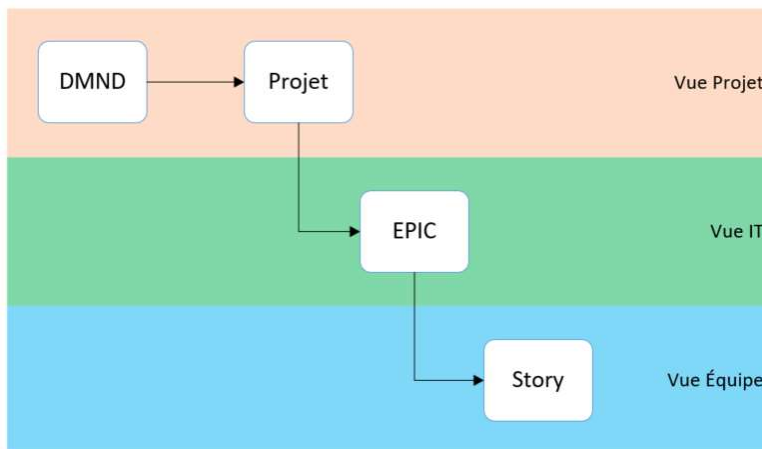 DMND
Projet
Vue Projet
EPIC
Vue IT
Story
Vue Équipe